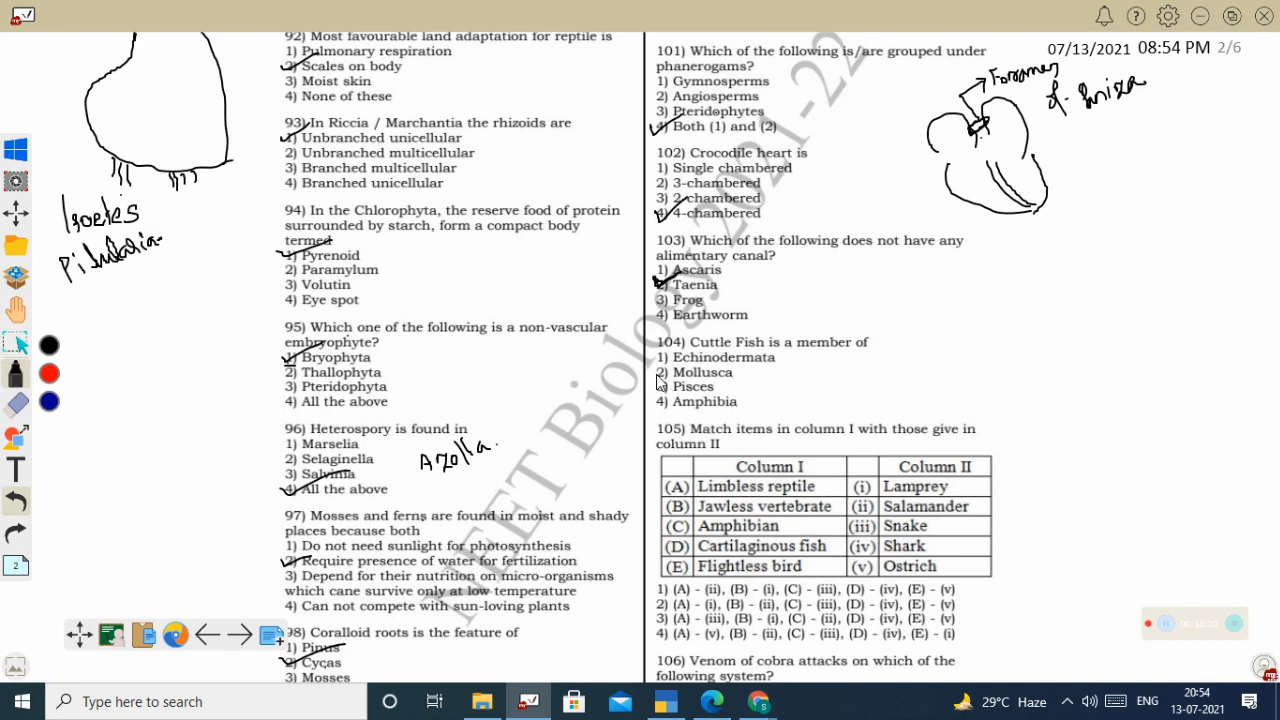 07/13/2021 08:54 PM 2/6
92) Most favourable land adaptation for reptile is
1) Pulmonary respiration
2) Scales on body
3) Moist skin
4) None of these
93) In Riccia / Marchantia the rhizoids are
1) Unbranched unicellular
2) Unbranched multicellular
3) Branched multicellular
4) Branched unicellular
94) In the Chlorophyta, the reserve food of protein
surrounded by starch, form a compact body
termed
1) Pyrenoid
2) Paramylum
3) Volutin
4) Eye spot
95) Which one of the following is a non-vascular
embryophyte?
1) Bryophyta
2) Thallophyta
3) Pteridophyta
4) All the above
96) Heterospory is found in
1) Marselia
2) Selaginella
3) Salvinia
4) All the above
Azolla.
97) Mosses and ferns are found in moist and shady
places because both
1) Do not need sunlight for photosynthesis
2) Require presence of water for fertilization
3) Depend for their nutrition on micro-organisms
which cane survive only at low temperature
4) Can not compete with sun-loving plants
98) Coralloid roots is the feature of
1) Pinus
2) Cycas
3) Mosses
Isoetes
101) Which of the following is/are grouped under
phanerogams?
1) Gymnosperms
2) Angiosperms
3) Pteridophytes
4) Both (1) and (2)
102) Crocodile heart is
1) Single chambered
2) 3-chambered
3) 2-chambered
4) 4-chambered
103) Which of the following does not have any
alimentary canal?
1) Ascaris
2) Taenia
3) Frog
4) Earthworm
104) Cuttle Fish is a member of
1) Echinodermata
2) Mollusca
3) Pisces
4) Amphibia
105) Match items in column I with those give in
column II
Column I Column II
(A) Limbless reptile (i) Lamprey
(B) Jawless vertebrate (ii) Salamander
(C) Amphibian (iii) Snake
(D) Cartilaginous fish (iv) Shark
(E) Flightless bird (v) Ostrich
1) (A) - (ii), (B) - (i), (C) - (iii), (D) - (iv), (E) - (v)
2) (A) - (i), (B) - (ii), (C) - (iii), (D) - (iv), (E) - (v)
3) (A) - (iii), (B) - (i), (C) - (ii), (D) - (iv), (E) - (v)
4) (A) - (v), (B) - (ii), (C) - (iii), (D) - (iv), (E) - (i)
106) Venom of cobra attacks on which of the
following system?
NEET Biology 2021-22
T
2
00:16:20
Type here to search
29°C Haze
ENG
20:54
13-07-2021